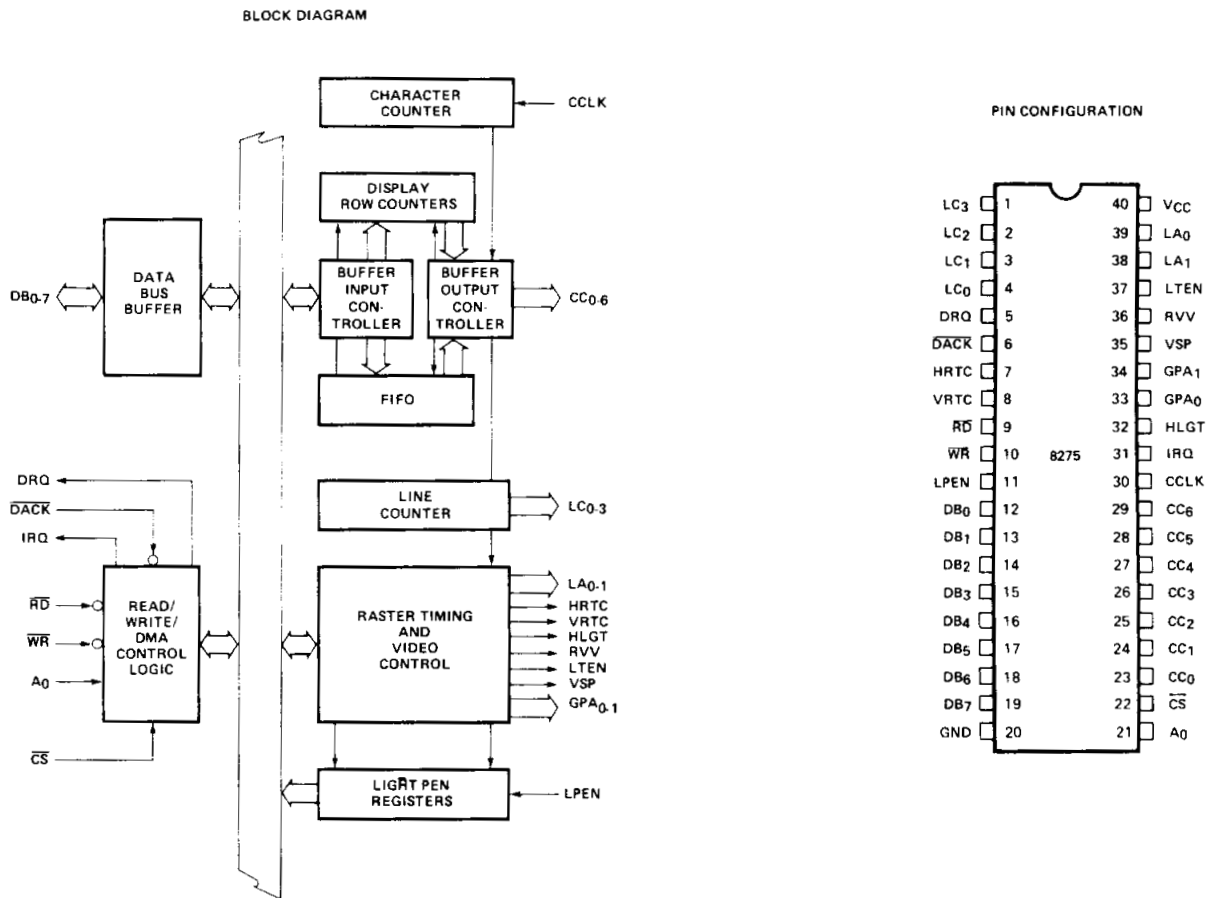 BLOCK DIAGRAM
CHARACTER
COUNTER
CCLK
DISPLAY
ROW COUNTERS
DATA
BUS
BUFFER
DB0-7
BUFFER
INPUT
CON-
TROLLER
BUFFER
OUTPUT
CON-
TROLLER
CC0-6
FIFO
DRQ
DACK
IRQ
LINE
COUNTER
LC0-3
RD
WR
A0
CS
READ/
WRITE/
DMA
CONTROL
LOGIC
RASTER TIMING
AND
VIDEO
CONTROL
LA0-1
HRTC
VRTC
HLGT
RVV
LTEN
VSP
GPA0-1
LIGHT PEN
REGISTERS
LPEN
PIN CONFIGURATION
LC3 1 40 VCC
LC2 2 39 LA0
LC1 3 38 LA1
LC0 4 37 LTEN
DRQ 5 36 RVV
DACK 6 35 VSP
HRTC 7 34 GPA1
VRTC 8 33 GPA0
RD 9 32 HLGT
WR 10 8275 31 IRQ
LPEN 11 30 CCLK
DB0 12 29 CC6
DB1 13 28 CC5
DB2 14 27 CC4
DB3 15 26 CC3
DB4 16 25 CC2
DB5 17 24 CC1
DB6 18 23 CC0
DB7 19 22 CS
GND 20 21 A0